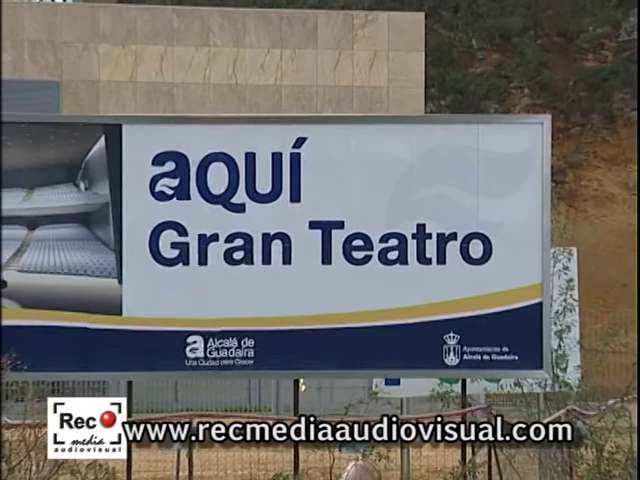 aQUÍ
Gran Teatro
a Alcalá de
Guadaíra
Una Ciudad para Crecer
Ayuntamiento de
Alcalá de Guadaíra
Rec
media
audiovisual
www.recmediaaudiovisual.com